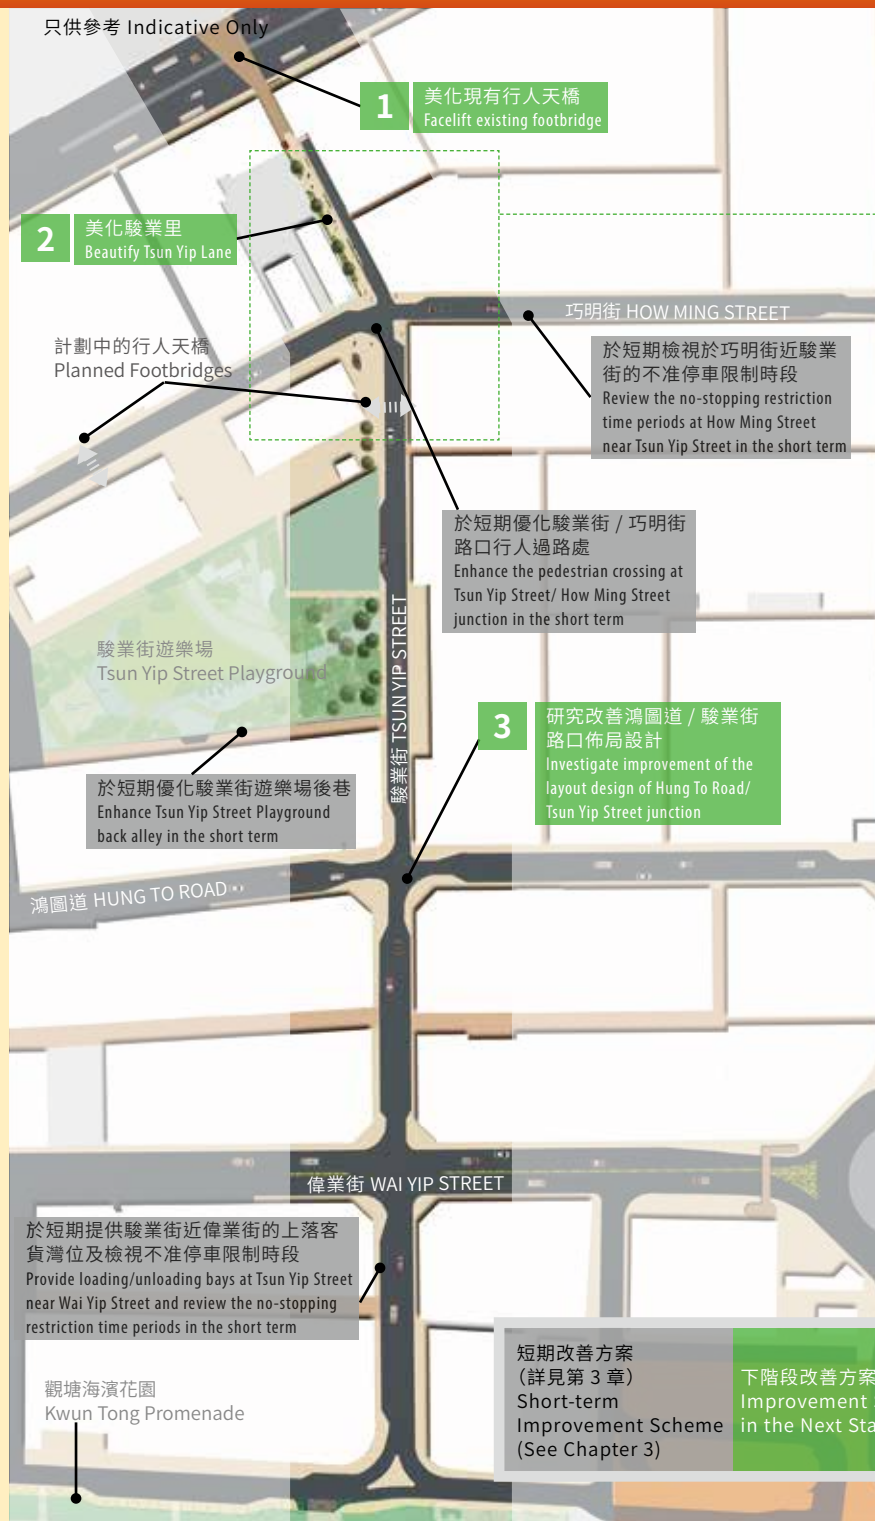 只供參考 Indicative Only
1
美化現有行人天橋
Facelift existing footbridge
2
美化駿業里
Beautify Tsun Yip Lane
巧明街 HOW MING STREET
計劃中的行人天橋
Planned Footbridges
於短期檢視於巧明街近駿業
街的不准停車限制時段
Review the no-stopping restriction
time periods at How Ming Street
near Tsun Yip Street in the short term
於短期優化駿業街 / 巧明街
路口行人過路處
Enhance the pedestrian crossing at
Tsun Yip Street/ How Ming Street
junction in the short term
駿業街遊樂場
Tsun Yip Street Playground
駿業街 TSUN YIP STREET
3
研究改善鴻圖道 / 駿業街
路口佈局設計
Investigate improvement of the
layout design of Hung To Road/
Tsun Yip Street junction
於短期優化駿業街遊樂場後巷
Enhance Tsun Yip Street Playground
back alley in the short term
鴻圖道 HUNG TO ROAD
偉業街 WAI YIP STREET
於短期提供駿業街近偉業街的上落客
貨灣位及檢視不准停車限制時段
Provide loading/unloading bays at Tsun Yip Street
near Wai Yip Street and review the no-stopping
restriction time periods in the short term
觀塘海濱花園
Kwun Tong Promenade
短期改善方案
（詳見第 3 章）
Short-term
Improvement Scheme
(See Chapter 3)
下階段改善方案
Improvement
in the Next Sta